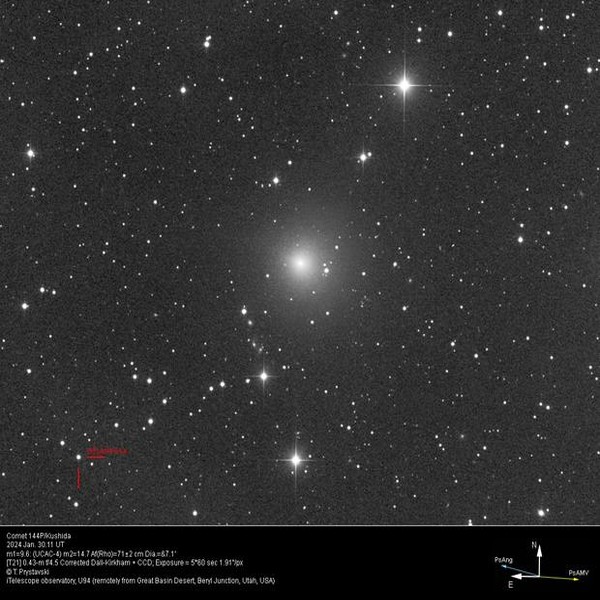 Comet 144P/Kushida
2024 Jan. 30.11 UT
m1=9.6: (UCAC-4) m2=14.7 Af(Rho)=71±2 cm Dia.=&7.1'
[T21] 0.43-m f/4.5 Corrected Dall-Kirkham + CCD, Exposure = 5*60 sec 1.91"/px
© T. Prystavski
iTelescope observatory, U94 (remotely from Great Basin Desert, Beryl Junction, Utah, USA)
N
PsAng
PsAMV
E